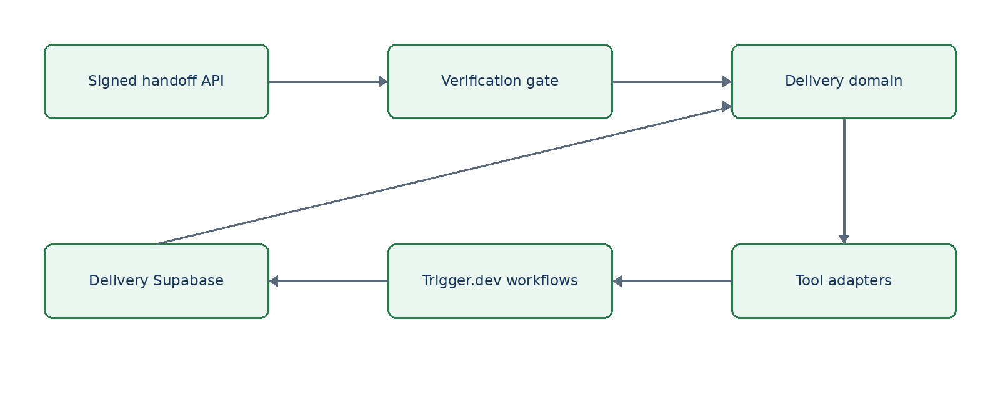 Signed handoff API
Verification gate
Delivery domain
Delivery Supabase
Trigger.dev workflows
Tool adapters